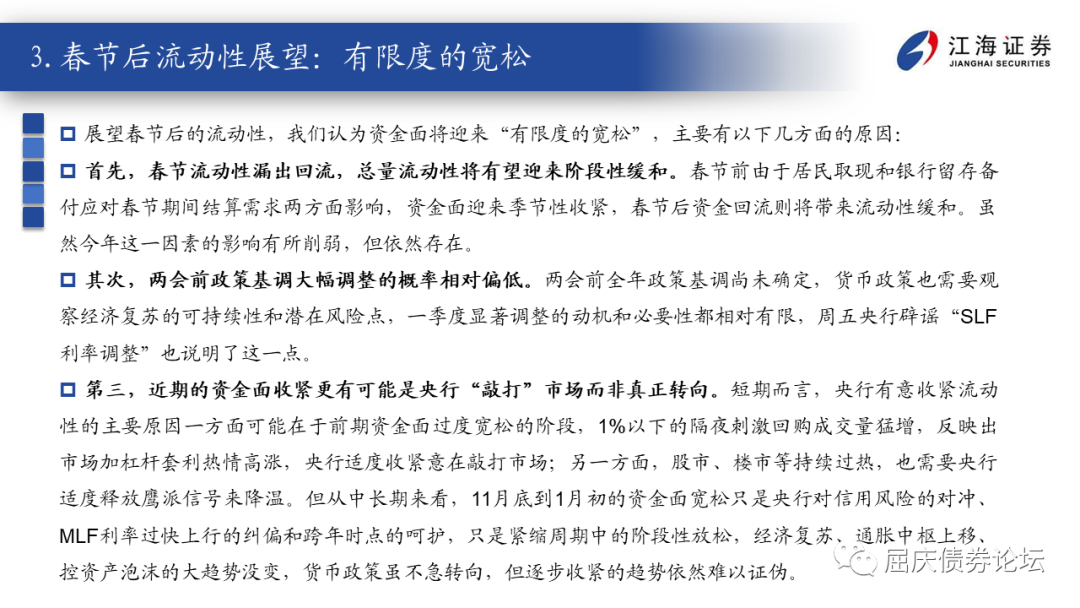 3. 春节后流动性展望：有限度的宽松
江海证券
JIANGHAI SECURITIES
展望春节后的流动性，我们认为资金面将迎来“有限度的宽松”，主要有以下几方面的原因：
首先，春节流动性漏出回流，总量流动性将有望迎来阶段性缓和。春节前由于居民取现和银行留存备
付应对春节期间结算需求两方面影响，资金面迎来季节性收紧，春节后资金回流则将带来流动性缓和。虽
然今年这一因素的影响有所削弱，但依然存在。
其次，两会前政策基调大幅调整的概率相对偏低。两会前全年政策基调尚未确定，货币政策也需要观
察经济复苏的可持续性和潜在风险点，一季度显著调整的动机和必要性都相对有限，周五央行辟谣“SLF
利率调整”也说明了这一点。
第三，近期的资金面收紧更有可能是央行“敲打”市场而非真正转向。短期而言，央行有意收紧流动
性的主要原因一方面可能在于前期资金面过度宽松的阶段，1%以下的隔夜刺激回购成交量猛增，反映出
市场加杠杆套利热情高涨，央行适度收紧意在敲打市场；另一方面，股市、楼市等持续过热，也需要央行
适度释放鹰派信号来降温。但从中长期来看，11月底到1月初的资金面宽松只是央行对信用风险的对冲、
MLF利率过快上行的纠偏和跨年时点的呵护，只是紧缩周期中的阶段性放松，经济复苏、通胀中枢上移、
控资产泡沫的大趋势没变，货币政策虽不急转向，但逐步收紧的趋势依然难以证伪。
屈庆债券论坛